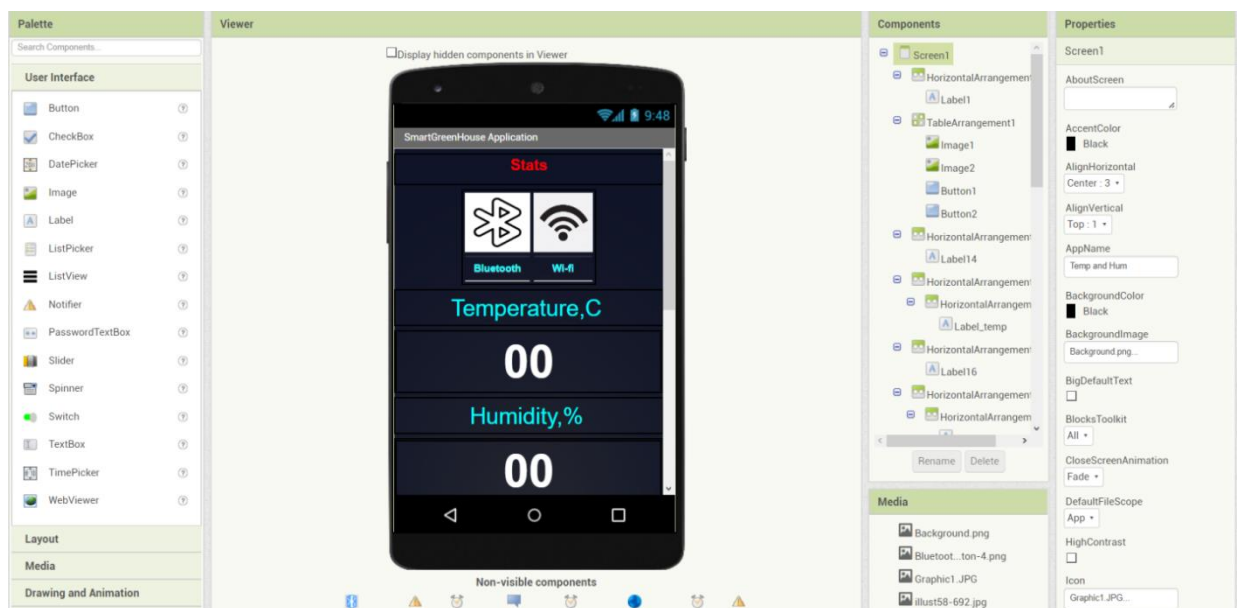 Palette
Search Components...
User Interface
Button
CheckBox
DatePicker
Image
Label
ListPicker
ListView
Notifier
PasswordTextBox
Slider
Spinner
Switch
TextBox
TimePicker
WebViewer
Layout
Media
Drawing and Animation
Viewer
Display hidden components in Viewer
9:48
SmartGreenHouse Application
Stats
Bluetooth Wi-fi
Temperature,C
00
Humidity,%
00
Non-visible components
Components
Screen1
HorizontalArrangement
Label1
TableArrangement1
Image1
Image2
Button1
Button2
HorizontalArrangement
Label14
HorizontalArrangement
HorizontalArrangem
Label_temp
HorizontalArrangement
Label16
HorizontalArrangement
HorizontalArrangem
Rename Delete
Media
Background.png
Bluetoot...ton-4.png
Graphic1.JPG
illust58-692.jpg
Properties
Screen1
AboutScreen
AccentColor
Black
AlignHorizontal
Center : 3
AlignVertical
Top : 1
AppName
Temp and Hum
BackgroundColor
Black
BackgroundImage
Background.png...
BigDefaultText
BlocksToolkit
All
CloseScreenAnimation
Fade
DefaultFileScope
App
HighContrast
Icon
Graphic1.JPG...